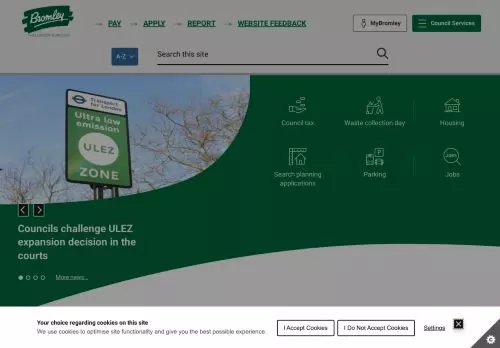 Bromley
THE LONDON BOROUGH
PAY
APPLY
REPORT
WEBSITE FEEDBACK
MyBromley
Council Services
A-Z
Search this site
Transport
for London
Ultra low
emission
ULEZ
ZONE
Council tax
Waste collection day
Housing
Search planning
applications
Parking
Jobs
JOBS
Councils challenge ULEZ
expansion decision in the
courts
More news...
Your choice regarding cookies on this site
We use cookies to optimise site functionality and give you the best possible experience
I Accept Cookies
I Do Not Accept Cookies
Settings